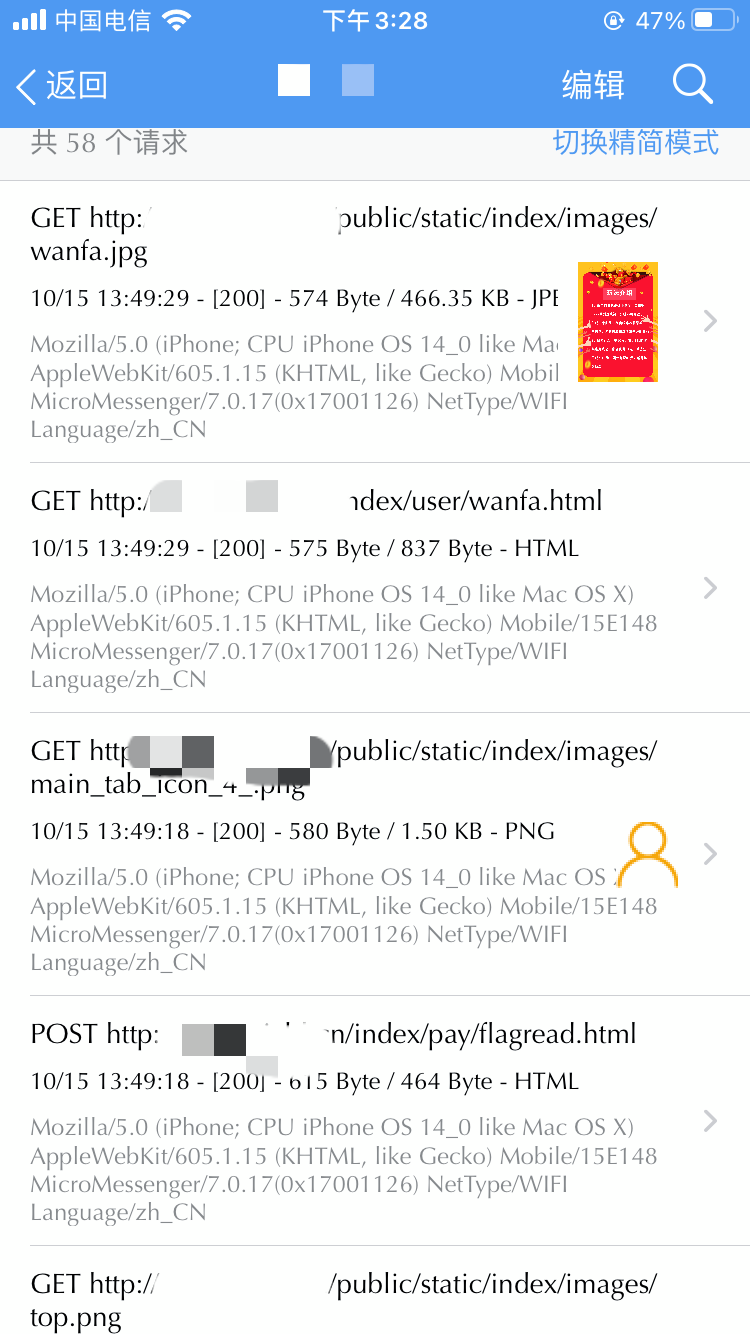 中国电信 下午3:28 47%
返回 编辑
共 58 个请求 切换精简模式
GET http: /public/static/index/images/
wanfa.jpg
10/15 13:49:29 - [200] - 574 Byte / 466.35 KB - JPE
玩法介绍
Mozilla/5.0 (iPhone; CPU iPhone OS 14_0 like Mac
AppleWebKit/605.1.15 (KHTML, like Gecko) Mobil
MicroMessenger/7.0.17(0x17001126) NetType/WIFI
Language/zh_CN
GET http:/ ndex/user/wanfa.html
10/15 13:49:29 - [200] - 575 Byte / 837 Byte - HTML
Mozilla/5.0 (iPhone; CPU iPhone OS 14_0 like Mac OS X)
AppleWebKit/605.1.15 (KHTML, like Gecko) Mobile/15E148
MicroMessenger/7.0.17(0x17001126) NetType/WIFI
Language/zh_CN
GET http /public/static/index/images/
main_tab_icon_4_.png
10/15 13:49:18 - [200] - 580 Byte / 1.50 KB - PNG
Mozilla/5.0 (iPhone; CPU iPhone OS 14_0 like Mac OS
AppleWebKit/605.1.15 (KHTML, like Gecko) Mobile/15E148
MicroMessenger/7.0.17(0x17001126) NetType/WIFI
Language/zh_CN
POST http: n/index/pay/flagread.html
10/15 13:49:18 - [200] - 615 Byte / 464 Byte - HTML
Mozilla/5.0 (iPhone; CPU iPhone OS 14_0 like Mac OS X)
AppleWebKit/605.1.15 (KHTML, like Gecko) Mobile/15E148
MicroMessenger/7.0.17(0x17001126) NetType/WIFI
Language/zh_CN
GET http:// /public/static/index/images/
top.png